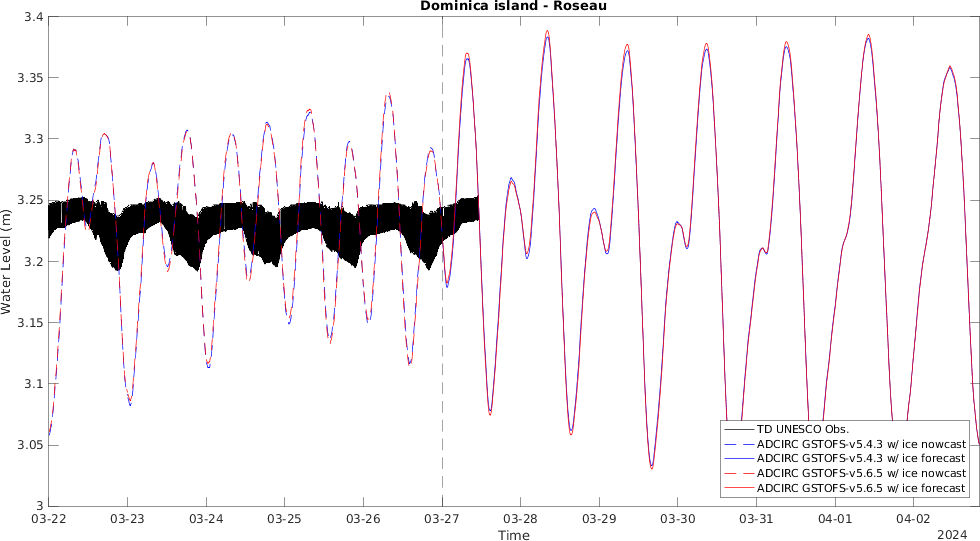 Dominica island - Roseau
3.4
3.35
3.3
3.25
3.2
3.15
3.1
3.05
3
Water Level (m)
TD UNESCO Obs.
ADCIRC GSTOFS-v5.4.3 w/ ice nowcast
ADCIRC GSTOFS-v5.4.3 w/ ice forecast
ADCIRC GSTOFS-v5.6.5 w/ ice nowcast
ADCIRC GSTOFS-v5.6.5 w/ ice forecast
03-22 03-23 03-24 03-25 03-26 03-27 03-28 03-29 03-30 03-31 04-01 04-02
Time
2024